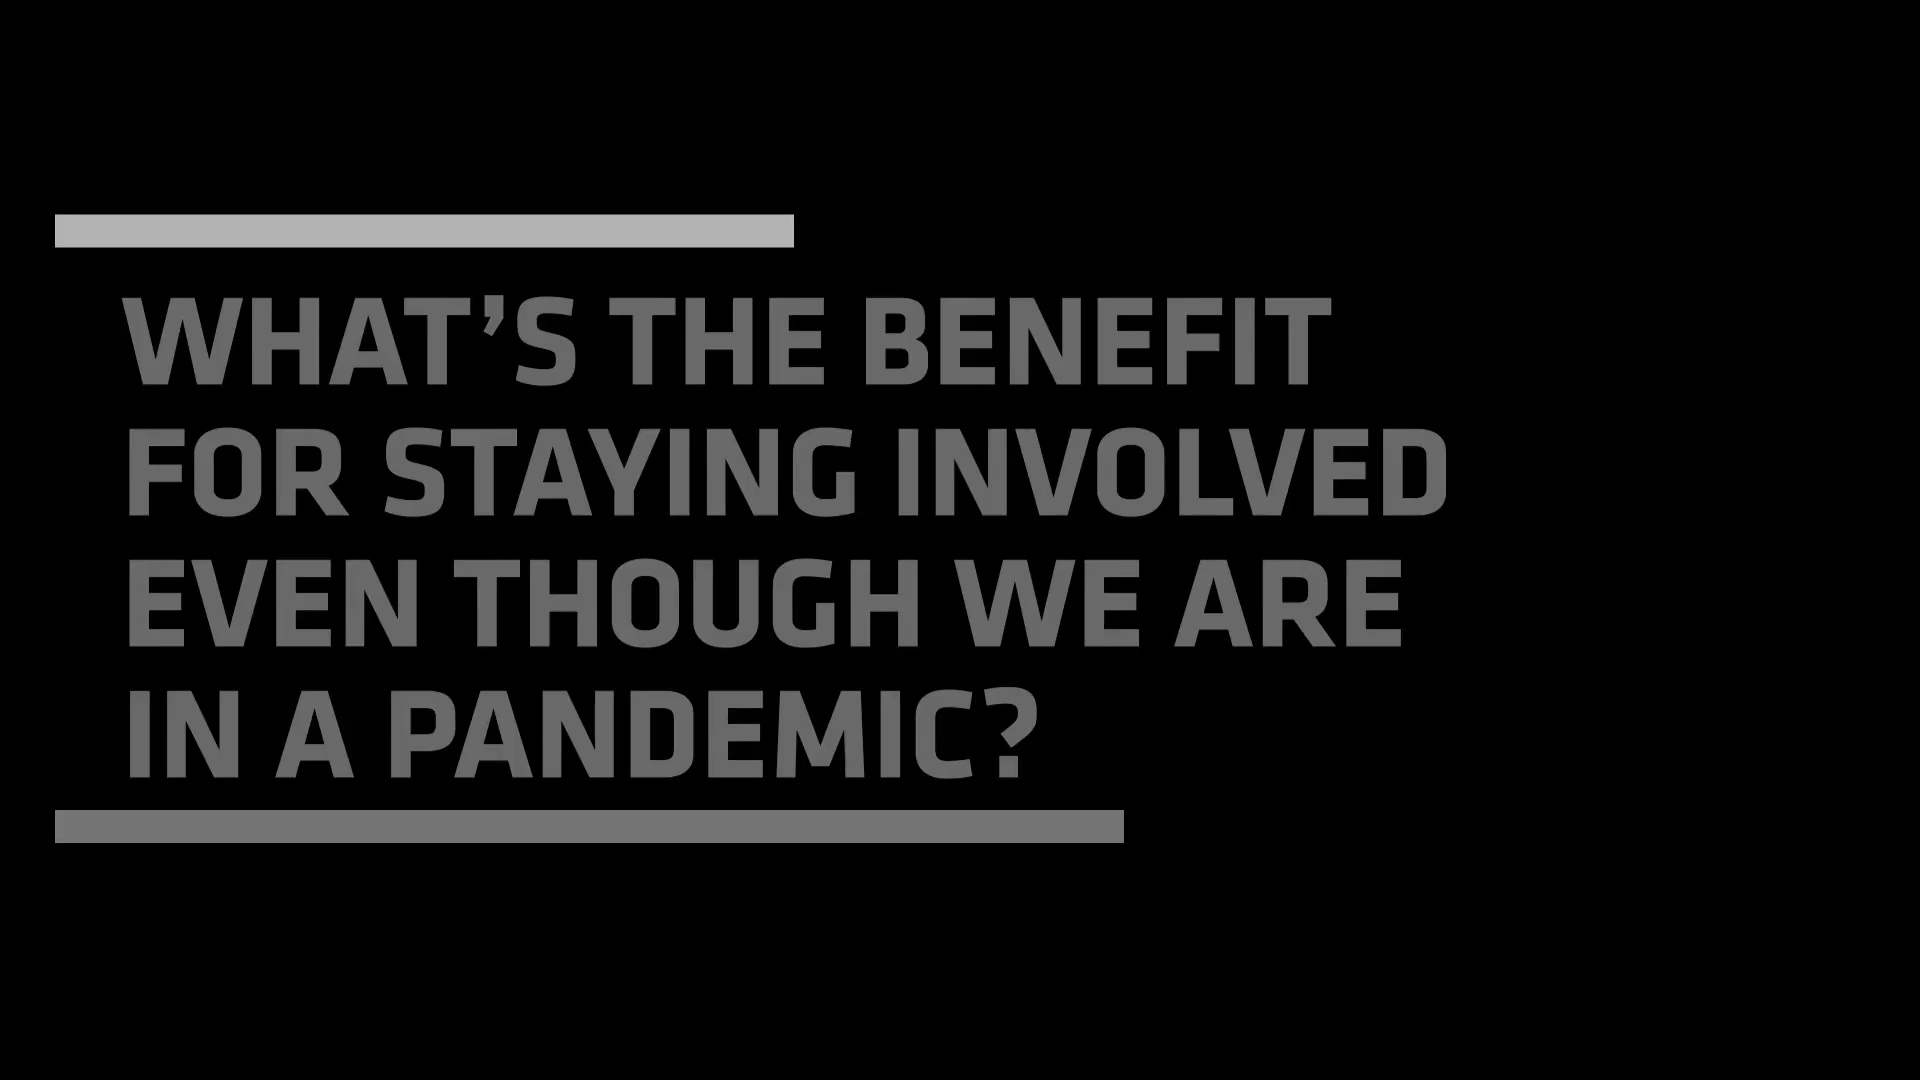 WHAT’S THE BENEFIT
FOR STAYING INVOLVED
EVEN THOUGH WE ARE
IN A PANDEMIC?